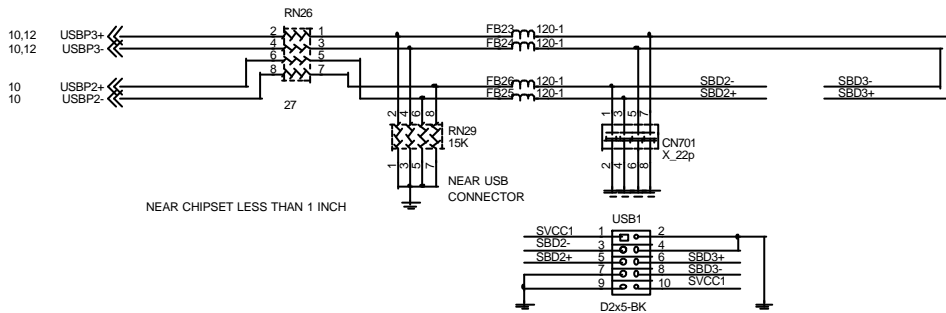 RN26
10,12 USBP3+ 2 1 FB23 120-1
10,12 USBP3- 4 3 FB24 120-1
6 5
10 USBP2+ 8 7 FB26 120-1 SBD2- SBD3-
10 USBP2- FB25 120-1 SBD2+ SBD3+
27
2 4 6 8
1 3 5 7
RN29
15K
CN701
X_22p
1 3 5 7
2 4 6 8
NEAR USB
CONNECTOR
NEAR CHIPSET LESS THAN 1 INCH
USB1
SVCC1 1 2
SBD2- 3 4
SBD2+ 5 6 SBD3+
7 8 SBD3-
9 10 SVCC1
D2x5-BK